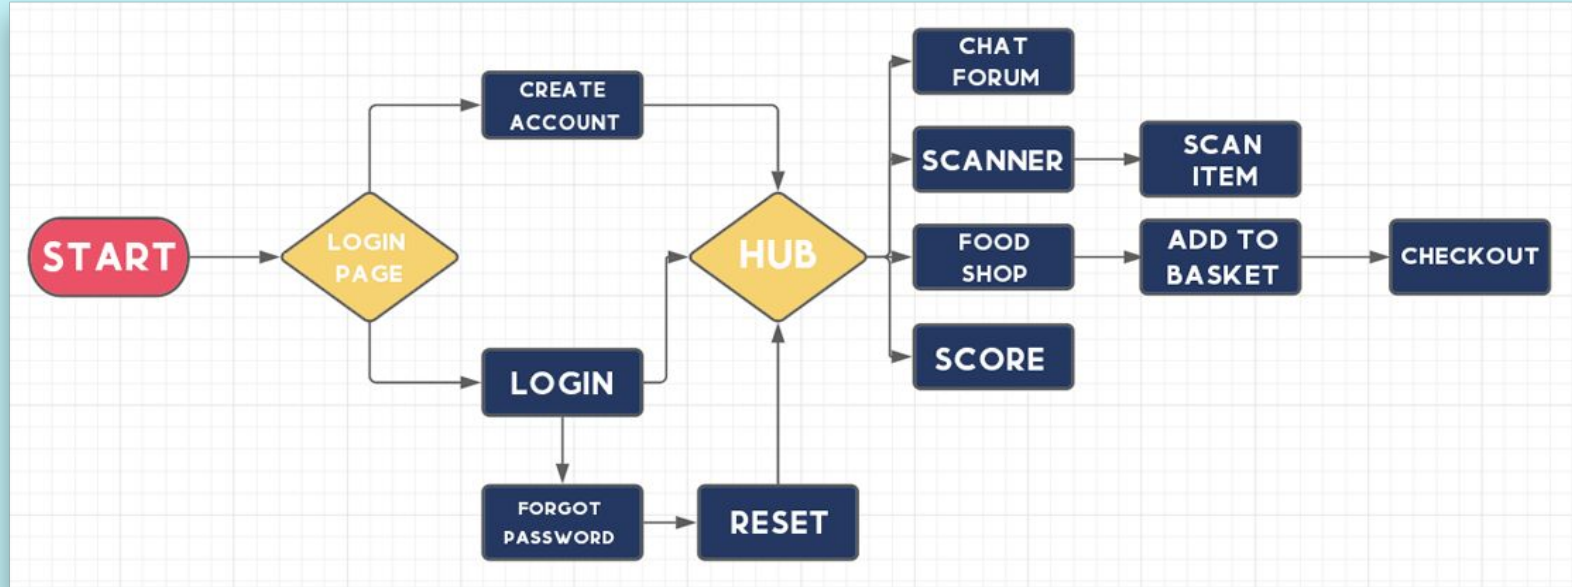 START
LOGIN
PAGE
CREATE
ACCOUNT
LOGIN
FORGOT
PASSWORD
RESET
HUB
CHAT
FORUM
SCANNER
SCAN
ITEM
FOOD
SHOP
ADD TO
BASKET
CHECKOUT
SCORE